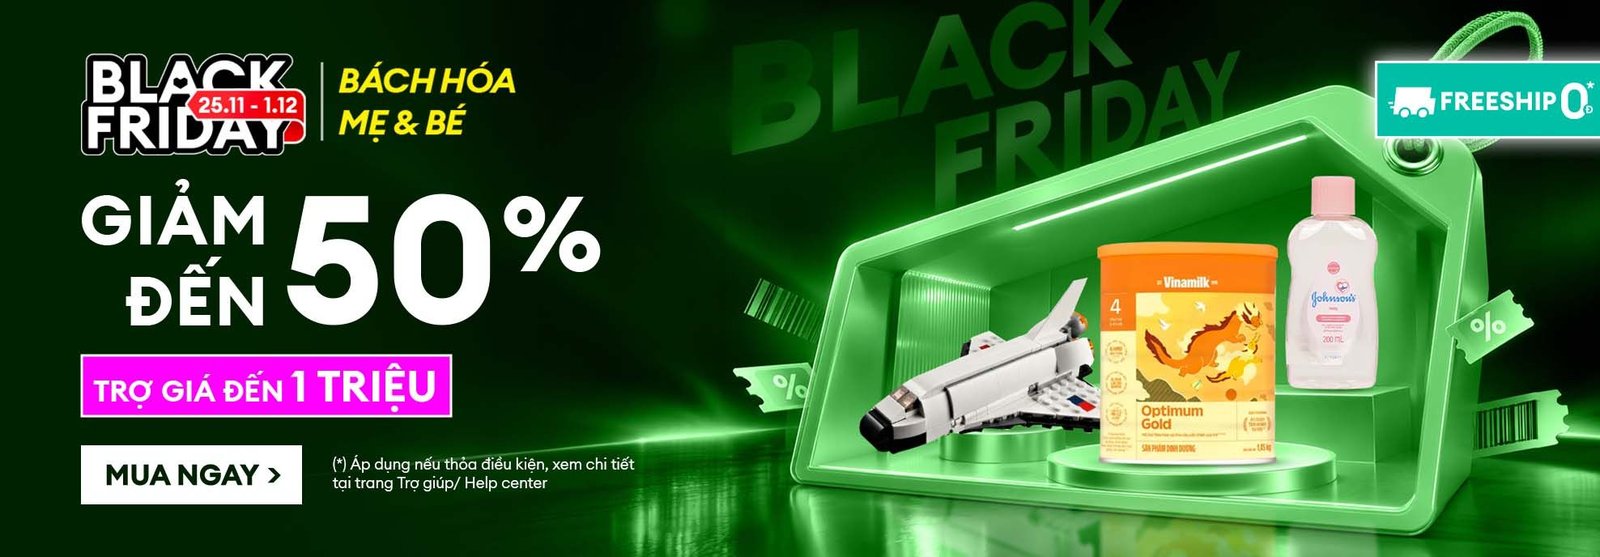 BLACK
FRIDAY
25.11 - 1.12
BÁCH HÓA
MẸ & BÉ
GIẢM
ĐẾN
50%
TRỢ GIÁ ĐẾN 1 TRIỆU
MUA NGAY >
(*) Áp dụng nếu thỏa điều kiện, xem chi tiết
tại trang Trợ giúp/ Help center
BLACK
FRIDAY
FREESHIP 0Đ*
%
%
Vinamilk
4
Optimum
Gold
SẢN PHẨM DINH DƯỠNG
Johnson's
200 mL